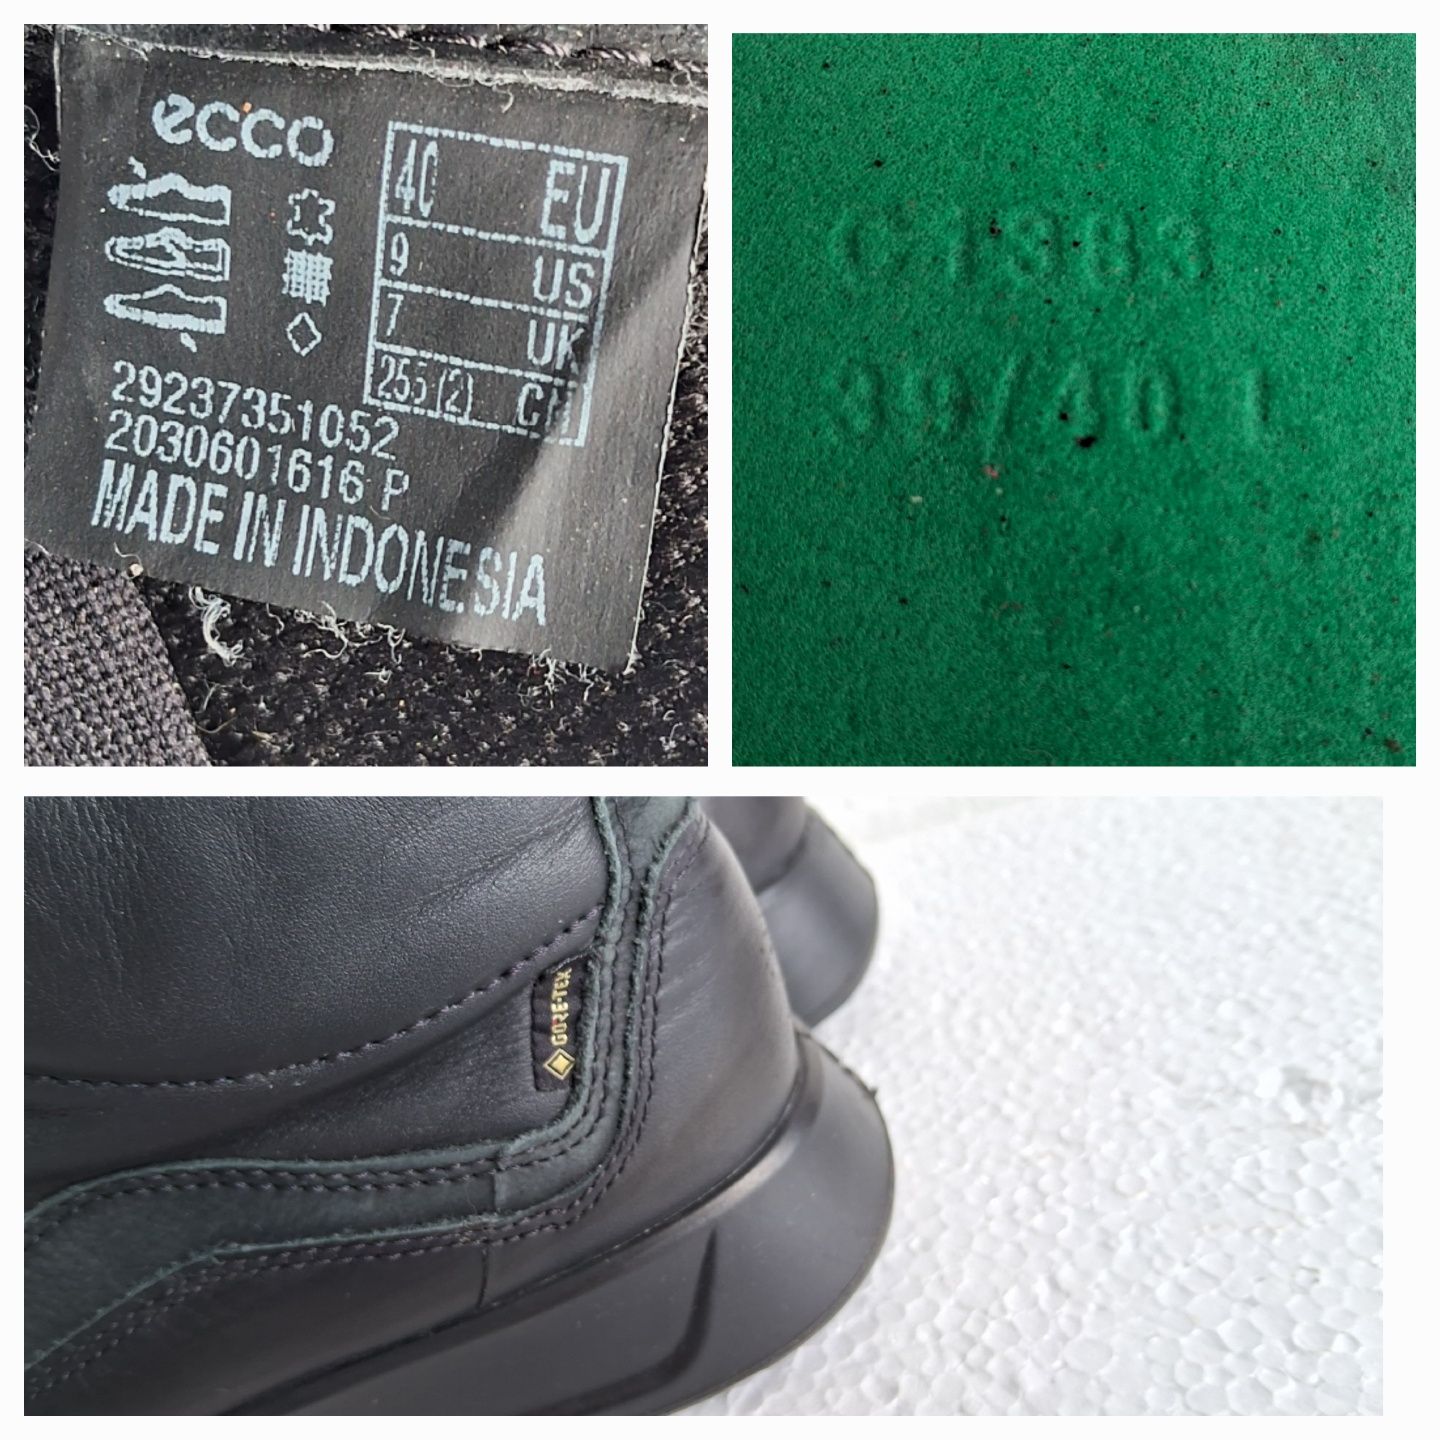 ecco
40 EU
9 US
7 UK
255 (2) CH
29237351052
2030601616 P
MADE IN INDONESIA
C1383
39/40 L
GORE-TEX